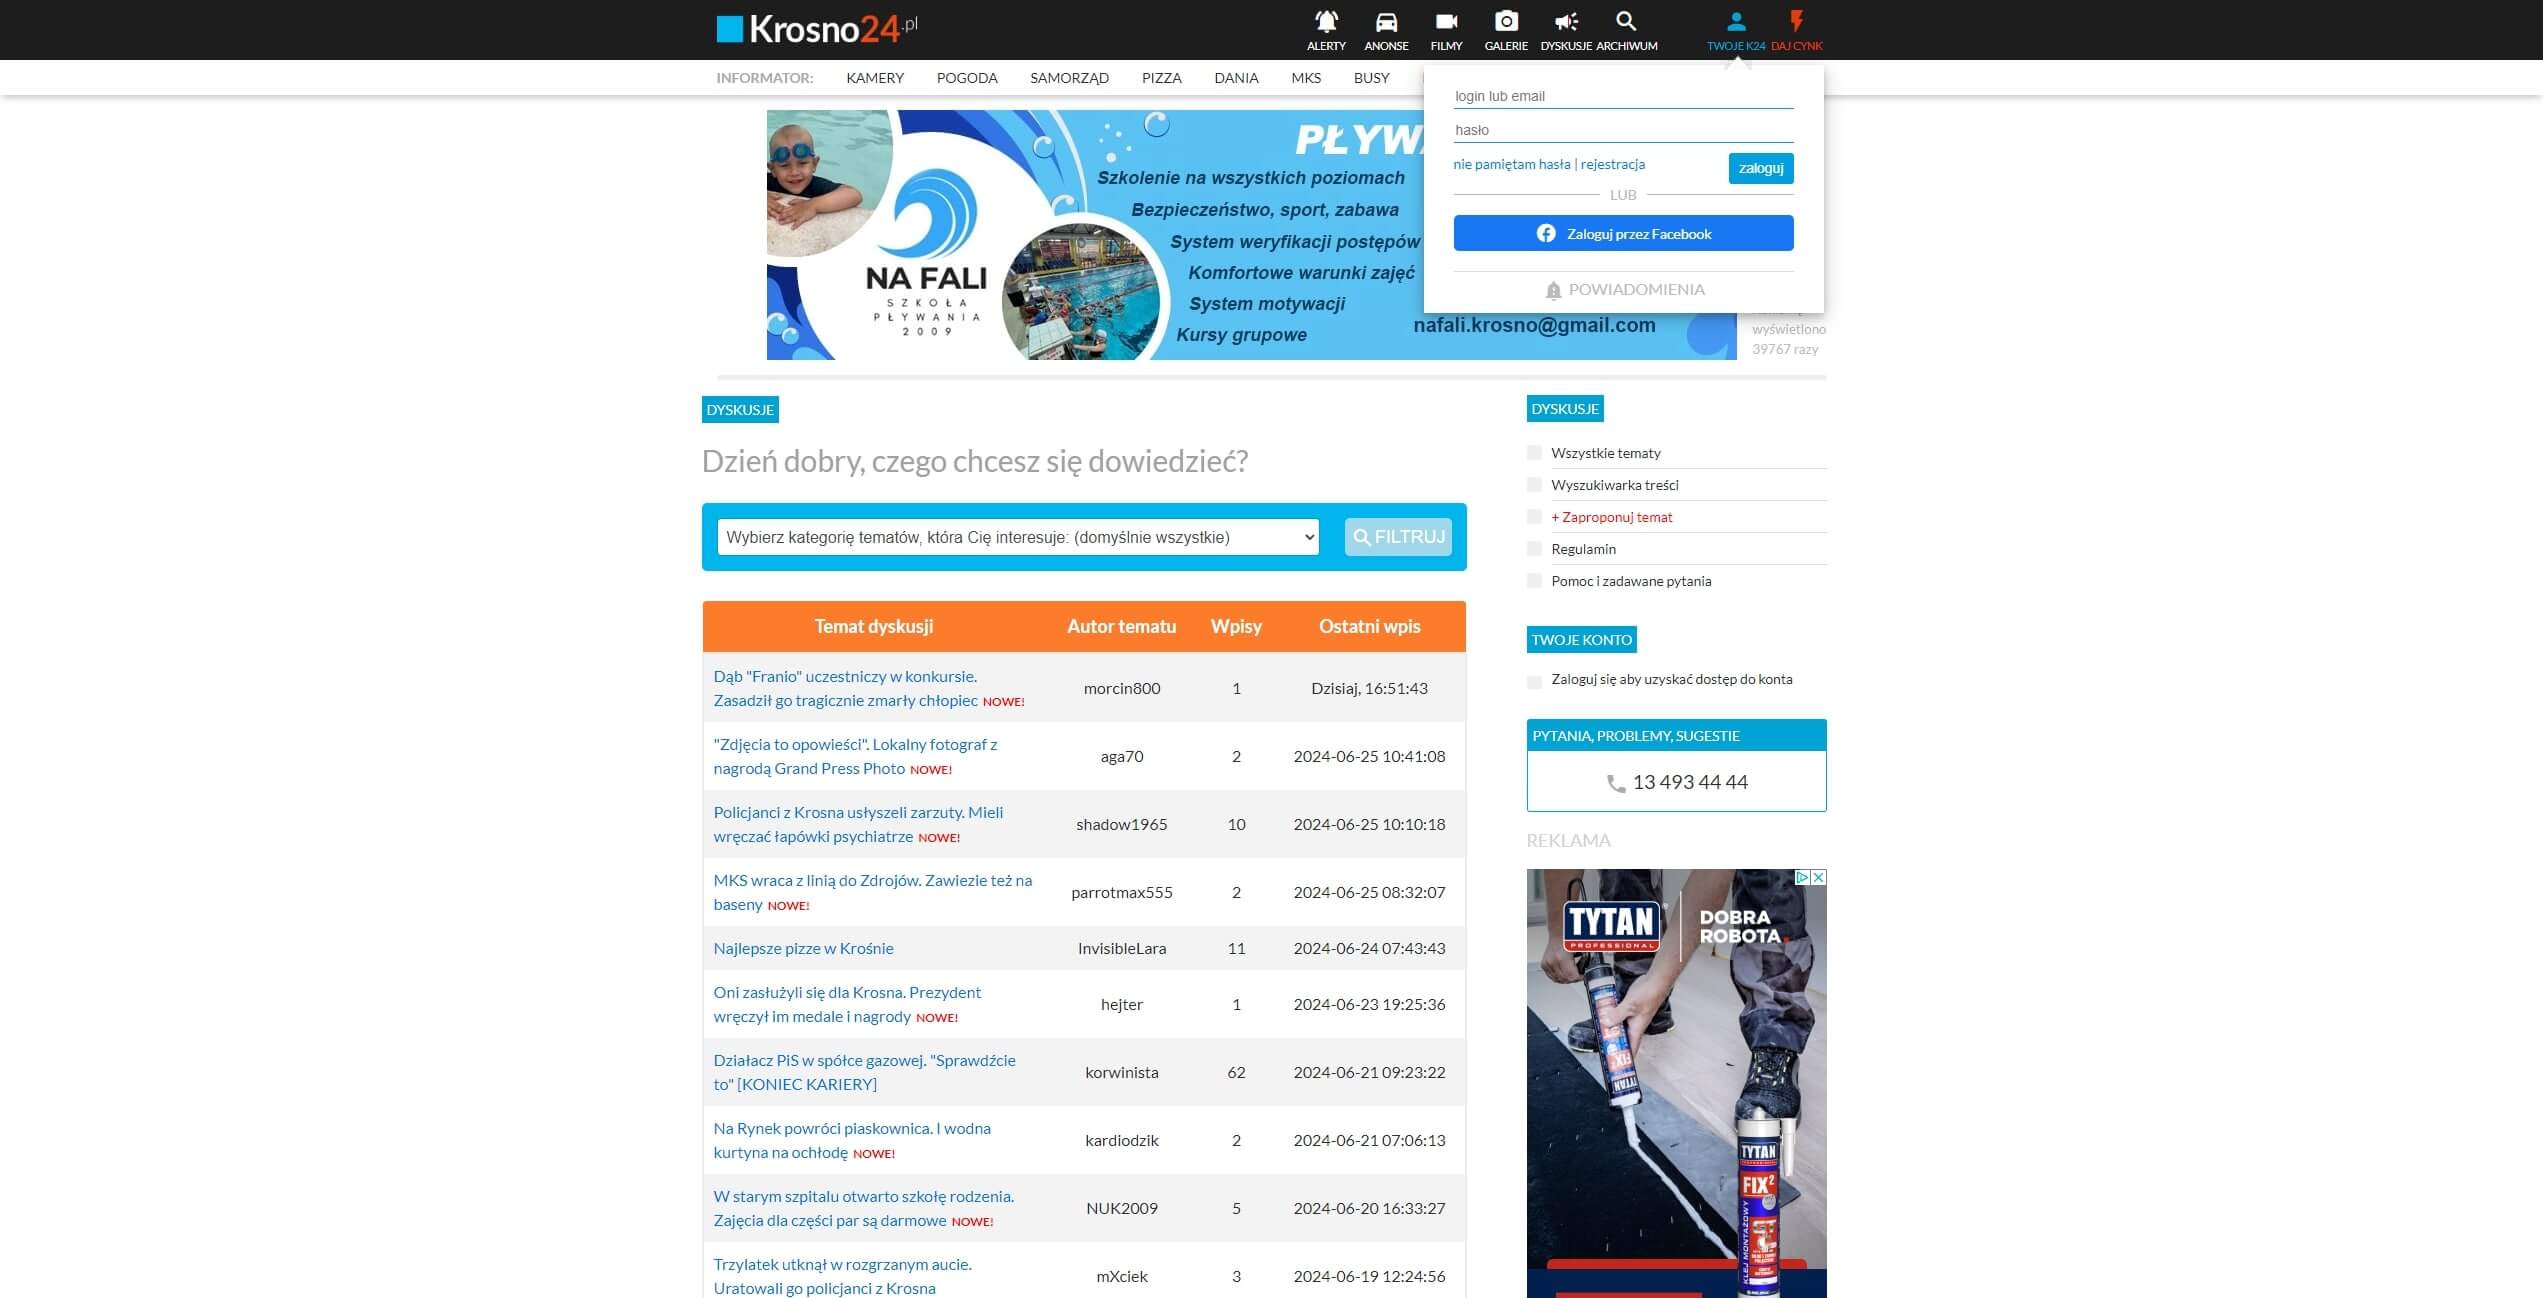 Krosno24.pl
ALERTY
ANONSE
FILMY
GALERIE
DYSKUSJE
ARCHIWUM
TWOJE K24
DAJ CYNK
INFORMATOR: KAMERY POGODA SAMORZĄD PIZZA DANIA MKS BUSY
login lub email
hasło
nie pamiętam hasła | rejestracja
zaloguj
LUB
Zaloguj przez Facebook
POWIADOMIENIA
Szkolenie na wszystkich poziomach
Bezpieczeństwo, sport, zabawa
System weryfikacji postępów
Komfortowe warunki zajęć
System motywacji
Kursy grupowe
nafali.krosno@gmail.com
NA FALI
SZKOŁA
PŁYWANIA
2009
wyświetlono
39767 razy
DYSKUSJE
Dzień dobry, czego chcesz się dowiedzieć?
Wybierz kategorię tematów, która Cię interesuje: (domyślnie wszystkie)
FILTRUJ
Temat dyskusji Autor tematu Wpisy Ostatni wpis
Dąb "Franio" uczestniczy w konkursie.
Zasadził go tragicznie zmarły chłopiec NOWE!
morcin800 1 Dzisiaj, 16:51:43
"Zdjęcia to opowieści". Lokalny fotograf z
nagrodą Grand Press Photo NOWE!
aga70 2 2024-06-25 10:41:08
Policjanci z Krosna usłyszeli zarzuty. Mieli
wręczać łapówki psychiatrze NOWE!
shadow1965 10 2024-06-25 10:10:18
MKS wraca z linią do Zdrojów. Zawiezie też na
baseny NOWE!
parrotmax555 2 2024-06-25 08:32:07
Najlepsze pizze w Krośnie InvisibleLara 11 2024-06-24 07:43:43
Oni zasłużyli się dla Krosna. Prezydent
wręczył im medale i nagrody NOWE!
hejter 1 2024-06-23 19:25:36
Działacz PiS w spółce gazowej. "Sprawdźcie
to" [KONIEC KARIERY]
korwinista 62 2024-06-21 09:23:22
Na Rynek powróci piaskownica. I wodna
kurtyna na ochłodę NOWE!
kardiodzik 2 2024-06-21 07:06:13
W starym szpitalu otwarto szkołę rodzenia.
Zajęcia dla części par są darmowe NOWE!
NUK2009 5 2024-06-20 16:33:27
Trzylatek utknął w rozgrzanym aucie.
Uratowali go policjanci z Krosna
mXciek 3 2024-06-19 12:24:56
DYSKUSJE
Wszystkie tematy
Wyszukiwarka treści
+ Zaproponuj temat
Regulamin
Pomoc i zadawane pytania
TWOJE KONTO
Zaloguj się aby uzyskać dostęp do konta
PYTANIA, PROBLEMY, SUGESTIE
13 493 44 44
REKLAMA
TYTAN
PROFESSIONAL
DOBRA
ROBOTA.
FIX²
TYTAN
TYTAN
FIX²
KLEJ MONTAŻOWY